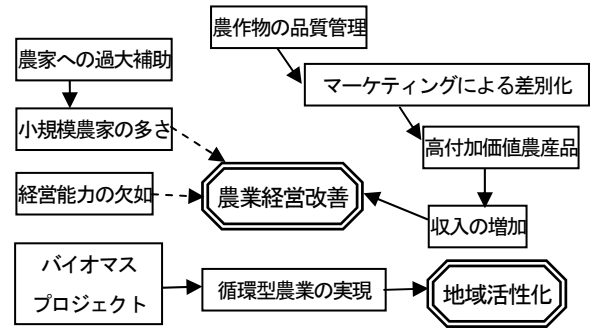 農作物の品質管理
農家への過大補助
マーケティングによる差別化
小規模農家の多さ
高付加価値農産品
経営能力の欠如
農業経営改善
収入の増加
バイオマス
プロジェクト
循環型農業の実現
地域活性化